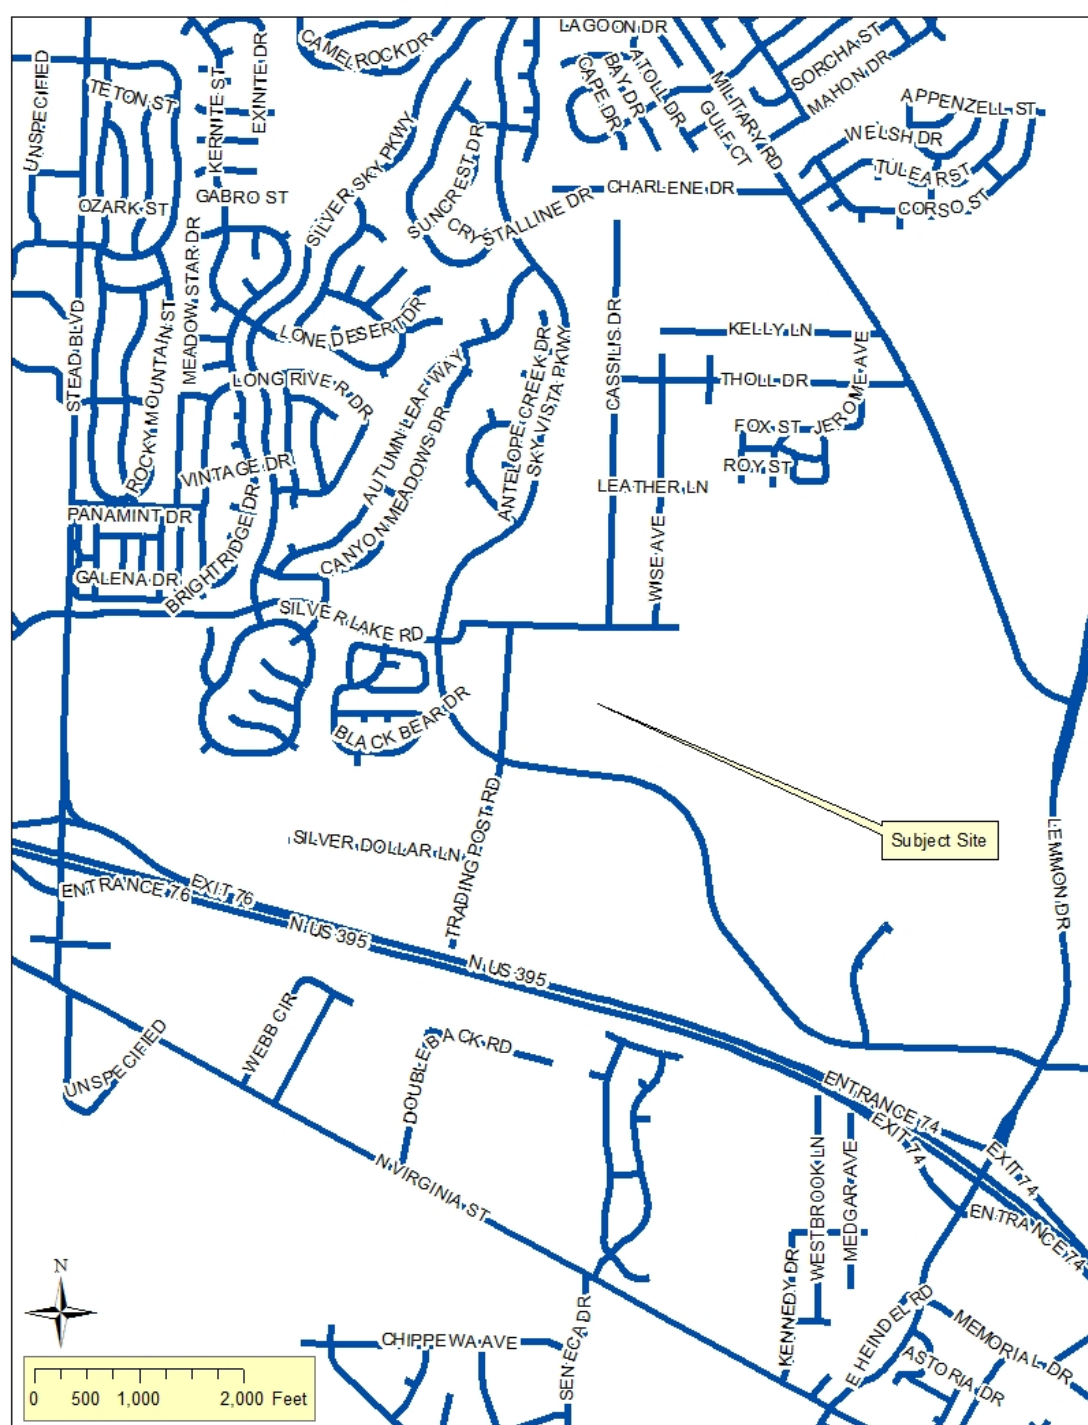 LAGOON DR
CAMELROCK DR
SORCHA ST
MAHON DR
UNSPECIFIED
TETON ST
KERNITE ST
EXINITE DR
SILVER SKY PKWY
SUNCREST DR
CAPE DR
BAY DR
ATOLL DR
GULF CT
MILITARY RD
APPENZELL ST
WELSH DR
TULEAR ST
CORSO ST
OZARK ST
GABRO ST
CRYSTALLINE DR
CHARLENE DR
MEADOW STAR DR
STEAD BLVD
ROCKY MOUNTAIN ST
LONE DESERT DR
CASSILIS DR
KELLY LN
LONG RIVER DR
AUTUMN LEAF WAY
ANTELOPE CREEK DR
SKY VISTA PKWY
THOLL DR
JEROME AVE
FOX ST
ROY ST
VINTAGE DR
CANYON MEADOWS DR
LEATHER LN
PANAMINT DR
BRIGHTRIDGE DR
GALENA DR
WISE AVE
SILVER LAKE RD
BLACK BEAR DR
SILVER DOLLAR LN
TRADING POST RD
Subject Site
LEMMON DR
ENTRANCE 76
EXIT 76
N US 395
N US 395
UNSPECIFIED
WEBB CIR
DOUBLE BACK RD
N VIRGINIA ST
ENTRANCE 74
EXIT 74
EXIT 74
ENTRANCE 74
WESTBROOK LN
MEDGAR AVE
KENNEDY DR
E HEINDEL RD
MEMORIAL DR
ASTORIA DR
SENECA DR
CHIPPEWA AVE
N
0 500 1,000 2,000 Feet